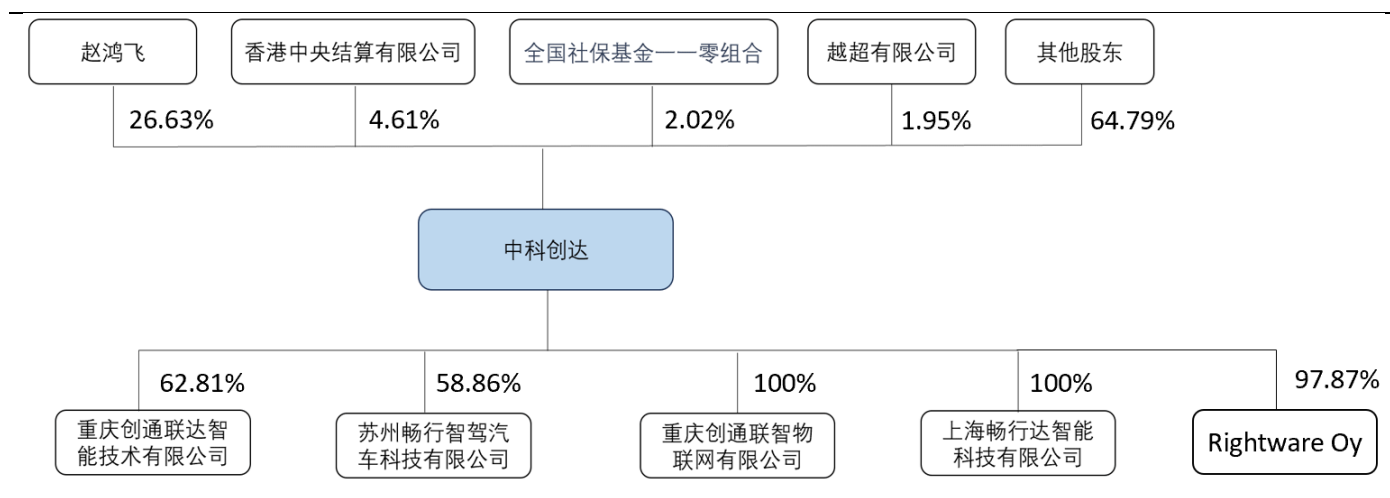 赵鸿飞
香港中央结算有限公司
全国社保基金一一零组合
越超有限公司
其他股东
26.63%
4.61%
2.02%
1.95%
64.79%
中科创达
62.81%
58.86%
100%
100%
97.87%
重庆创通联达智
能技术有限公司
苏州畅行智驾汽
车科技有限公司
重庆创通联智物
联网有限公司
上海畅行达智能
科技有限公司
Rightware Oy